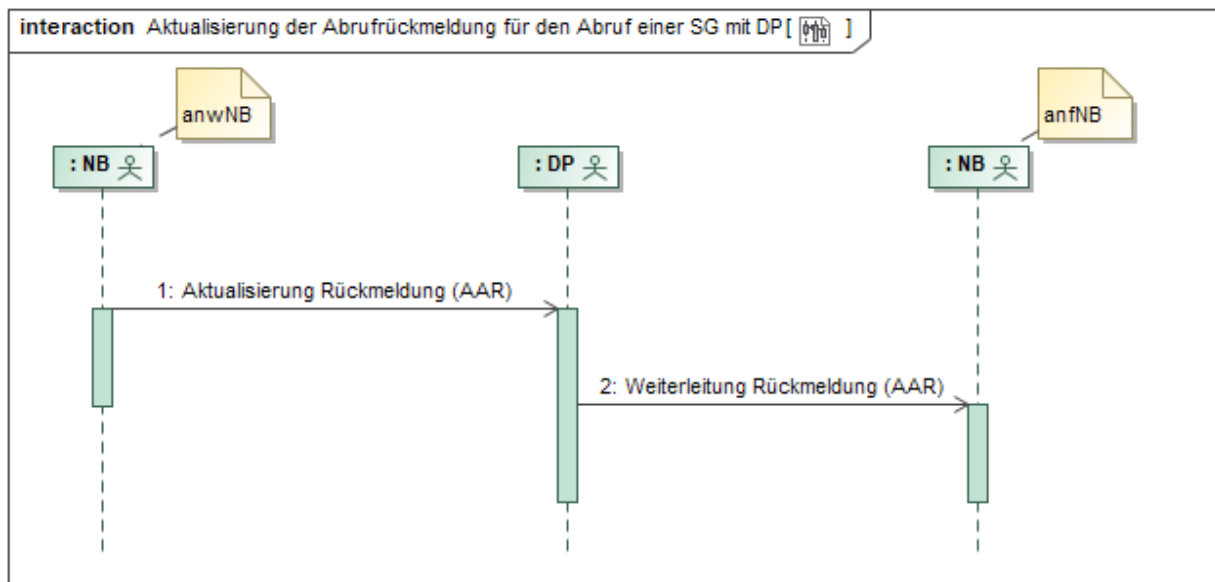 interaction Aktualisierung der Abrufrückmeldung für den Abruf einer SG mit DP[ ]
anwNB
anfNB
: NB
: DP
: NB
1: Aktualisierung Rückmeldung (AAR)
2: Weiterleitung Rückmeldung (AAR)